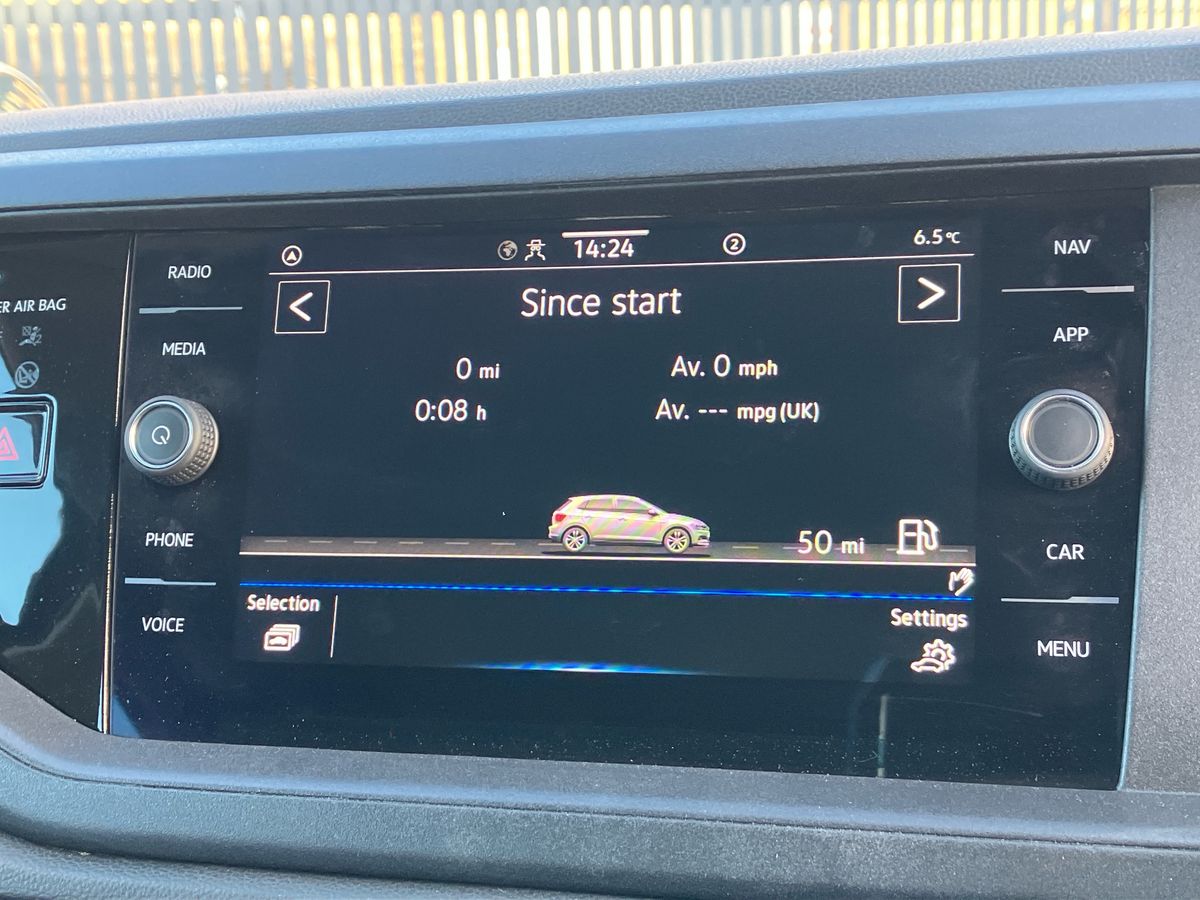 ER AIR BAG
RADIO
MEDIA
PHONE
VOICE
14:24
2
6.5°C
Since start
0 mi
Av. 0 mph
0:08 h
Av. --- mpg (UK)
50 mi
Selection
Settings
NAV
APP
CAR
MENU